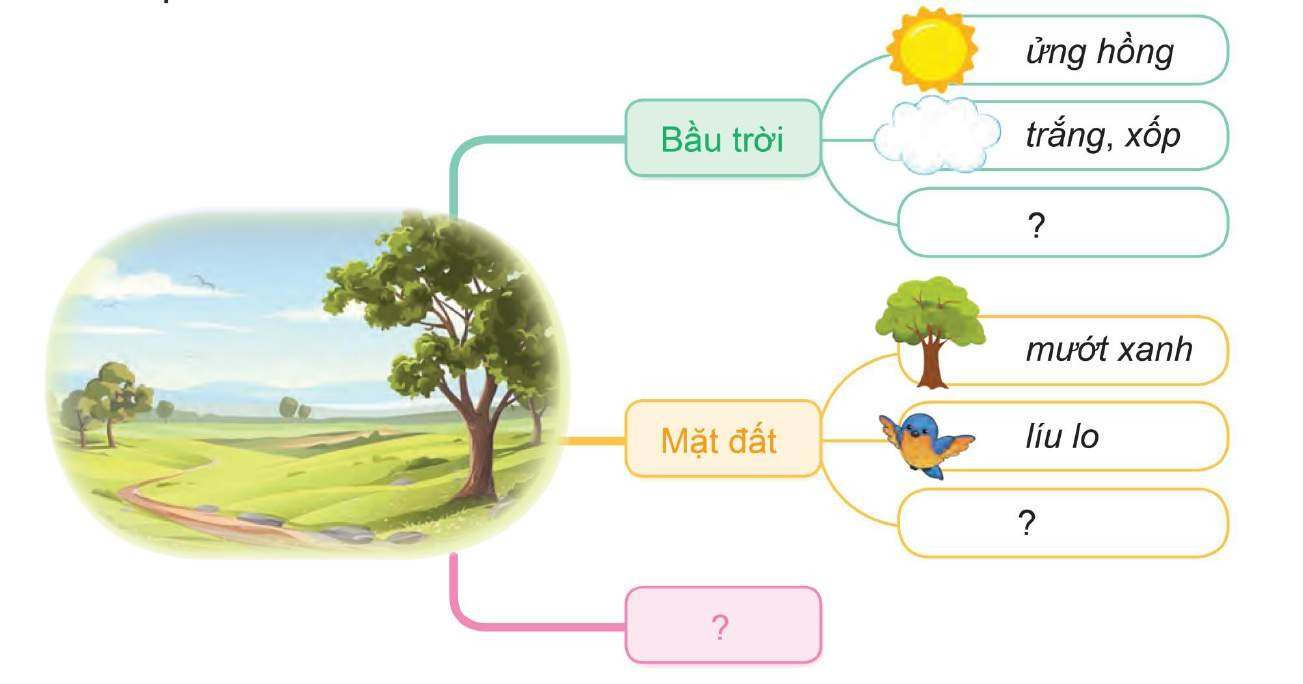 Bầu trời
ửng hồng
trắng, xốp
?
Mặt đất
mướt xanh
líu lo
?
?